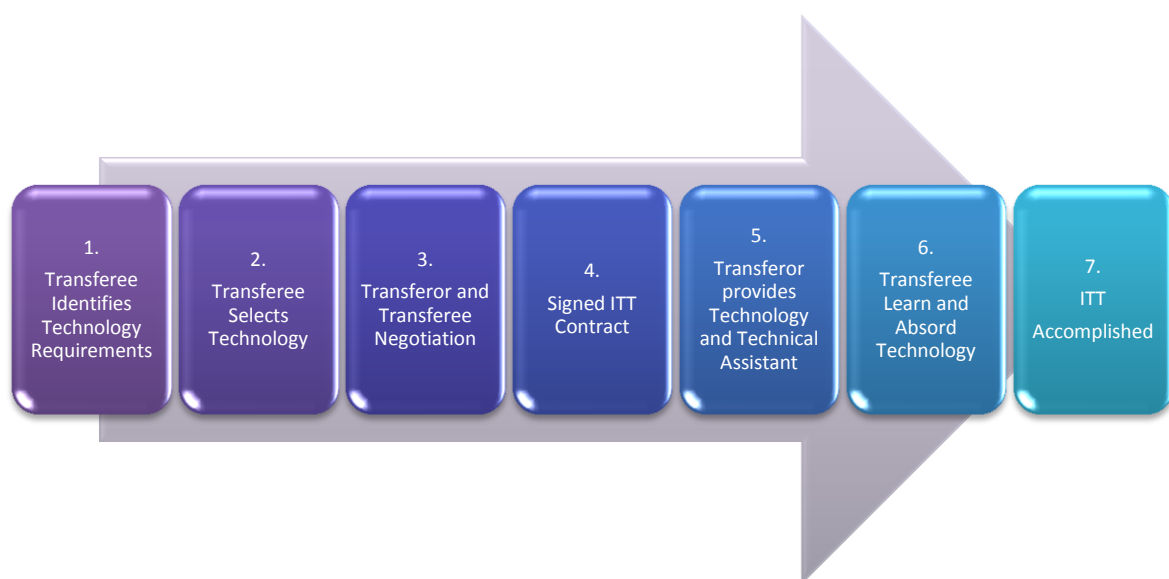 1.
Transferee
Identifies
Technology
Requirements
2.
Transferee
Selects
Technology
3.
Transferor and
Transferee
Negotiation
4.
Signed ITT
Contract
5.
Transferor
provides
Technology
and Technical
Assistant
6.
Transferee
Learn and
Absord
Technology
7.
ITT
Accomplished